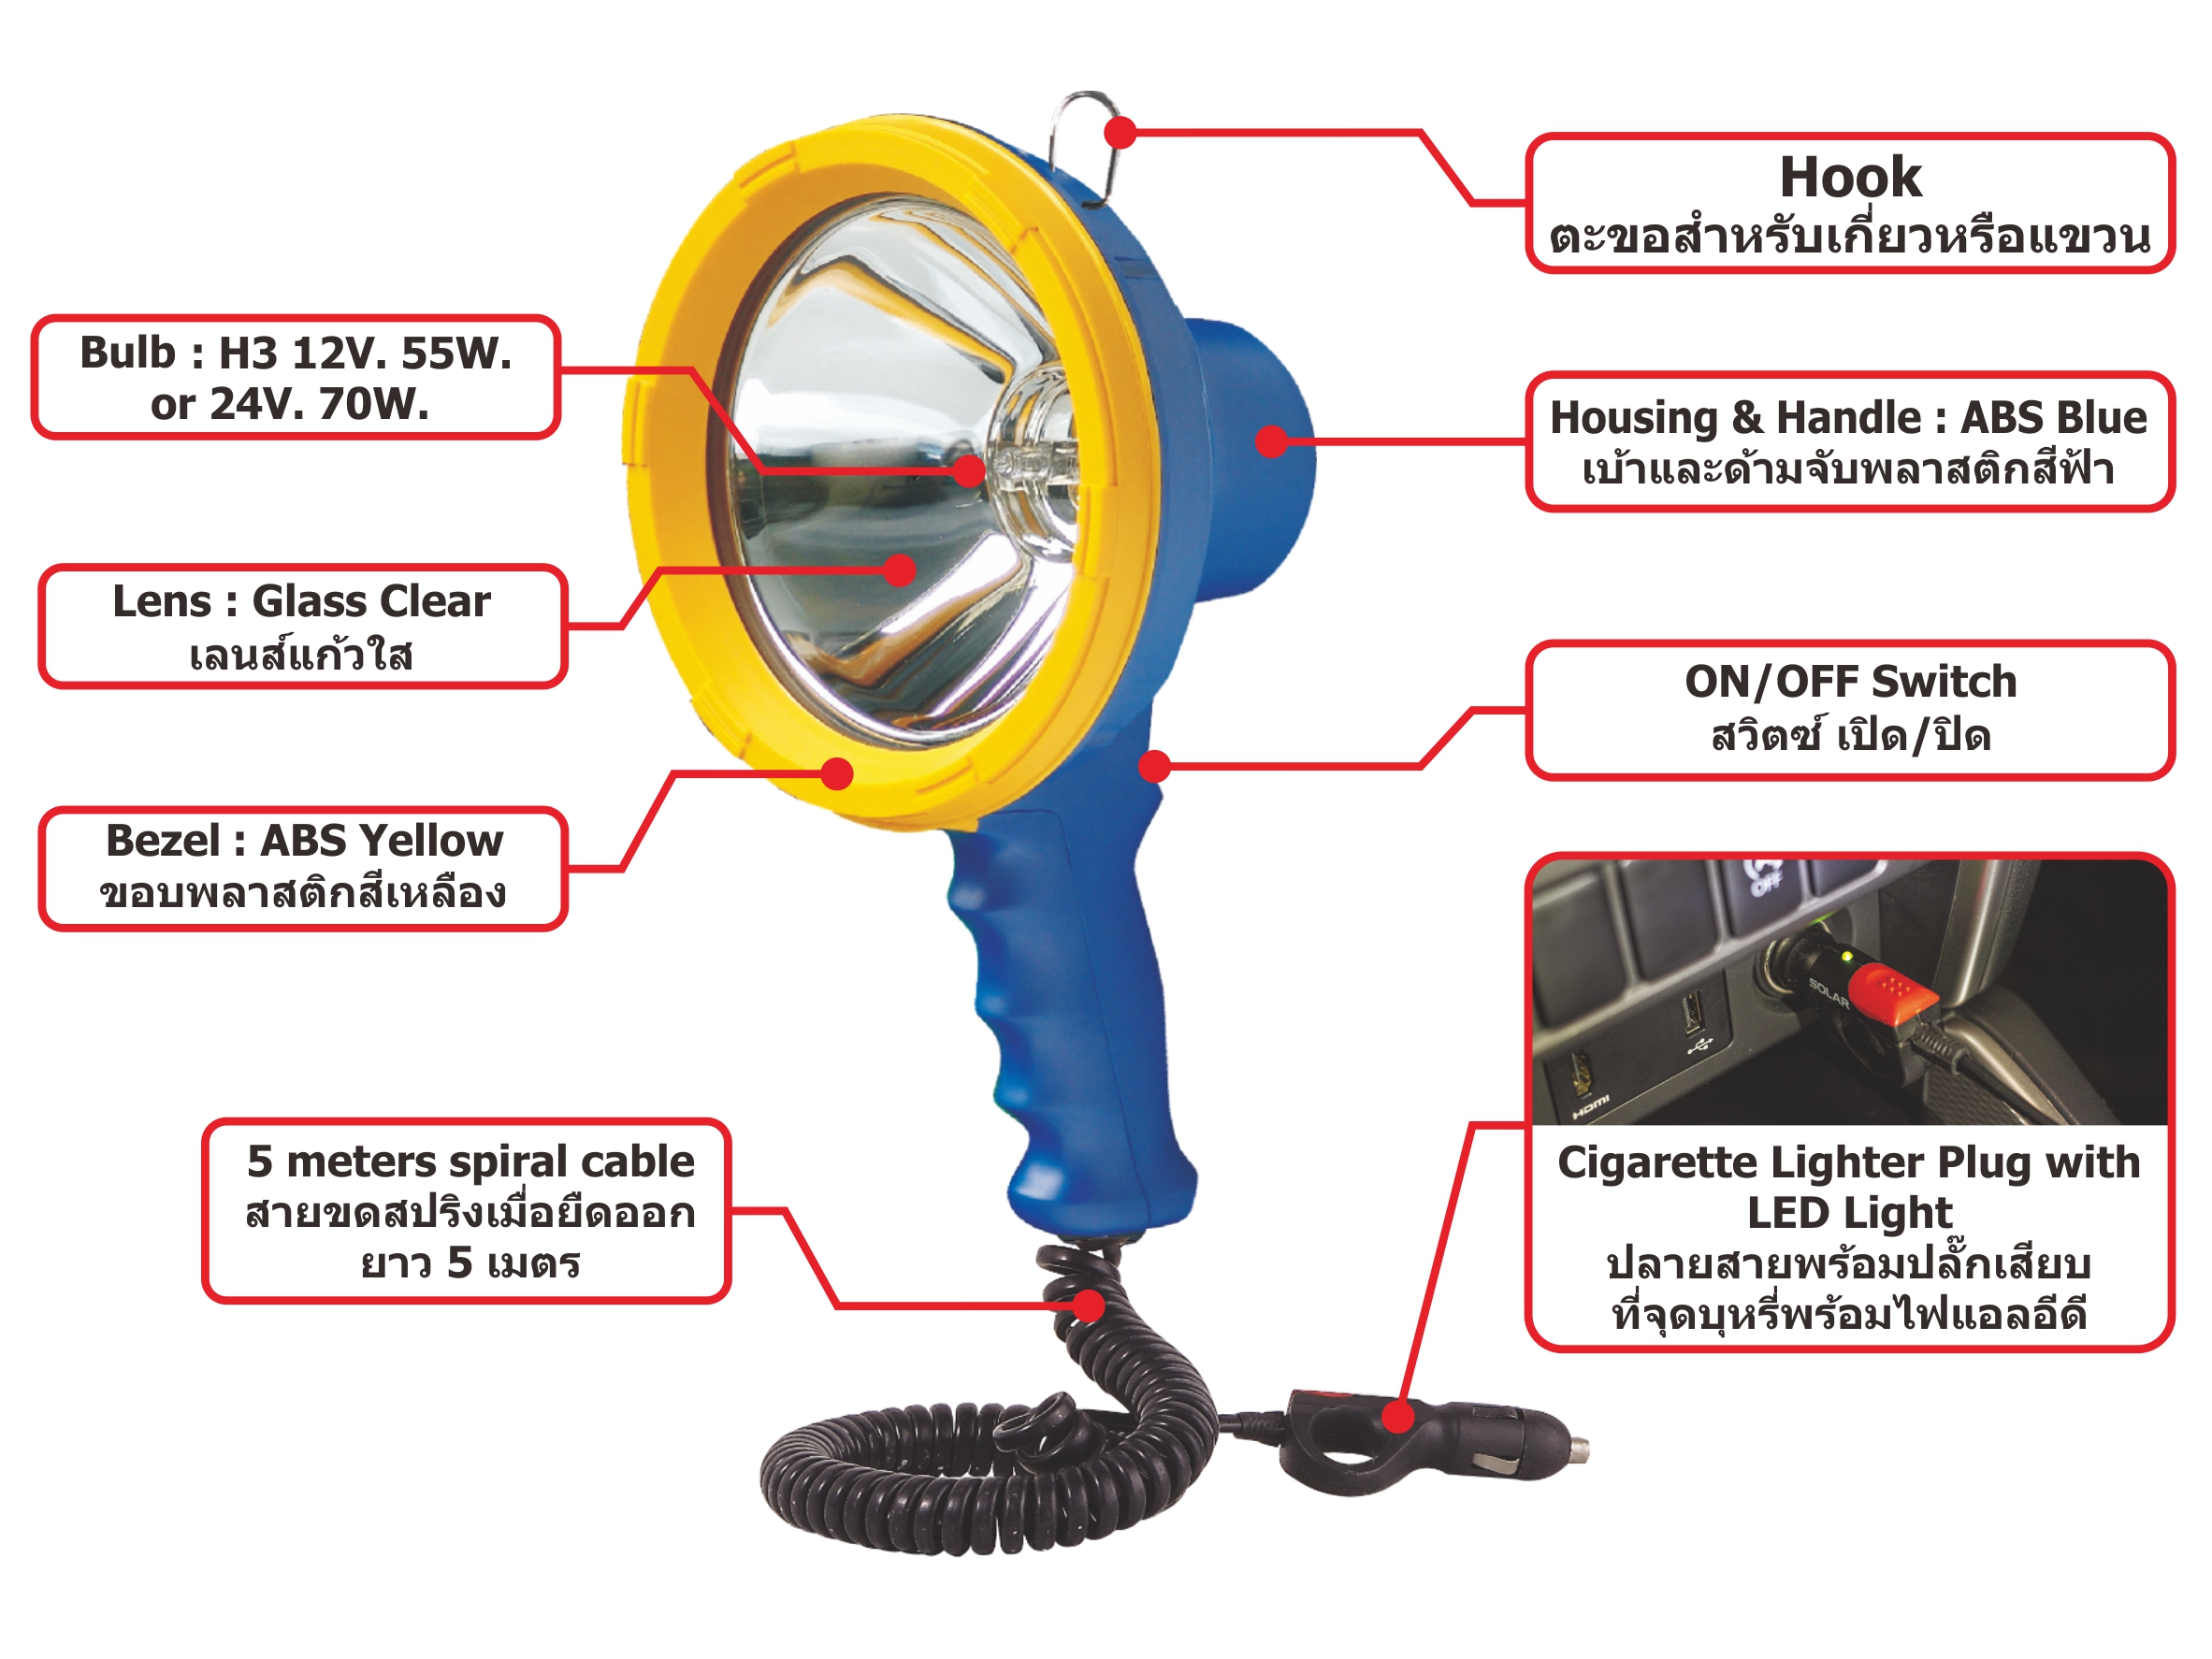 Hook
ตะขอสำหรับเกี่ยวหรือแขวน
Bulb : H3 12V. 55W.
or 24V. 70W.
Housing & Handle : ABS Blue
เบ้าและด้ามจับพลาสติกสีฟ้า
Lens : Glass Clear
เลนส์แก้วใส
ON/OFF Switch
สวิตซ์ เปิด/ปิด
Bezel : ABS Yellow
ขอบพลาสติกสีเหลือง
OFF
SOLAR
HDMI
5 meters spiral cable
สายขดสปริงเมื่อยืดออก
ยาว 5 เมตร
Cigarette Lighter Plug with
LED Light
ปลายสายพร้อมปลั๊กเสียบ
ที่จุดบุหรี่พร้อมไฟแอลอีดี